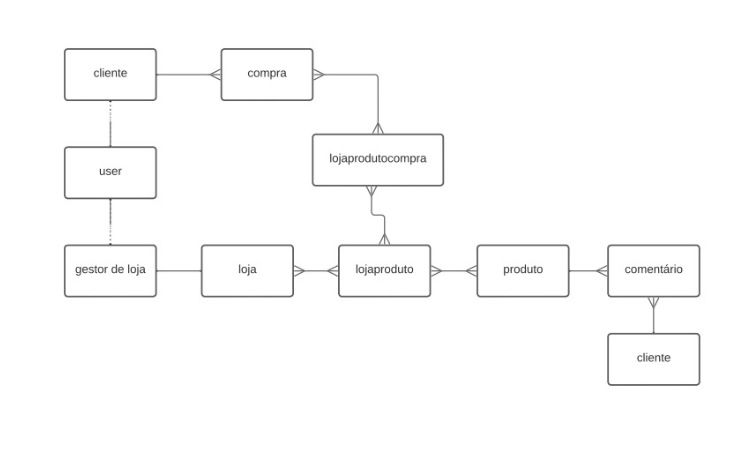 cliente
compra
lojaprodutocompra
user
gestor de loja
loja
lojaproduto
produto
comentário
cliente